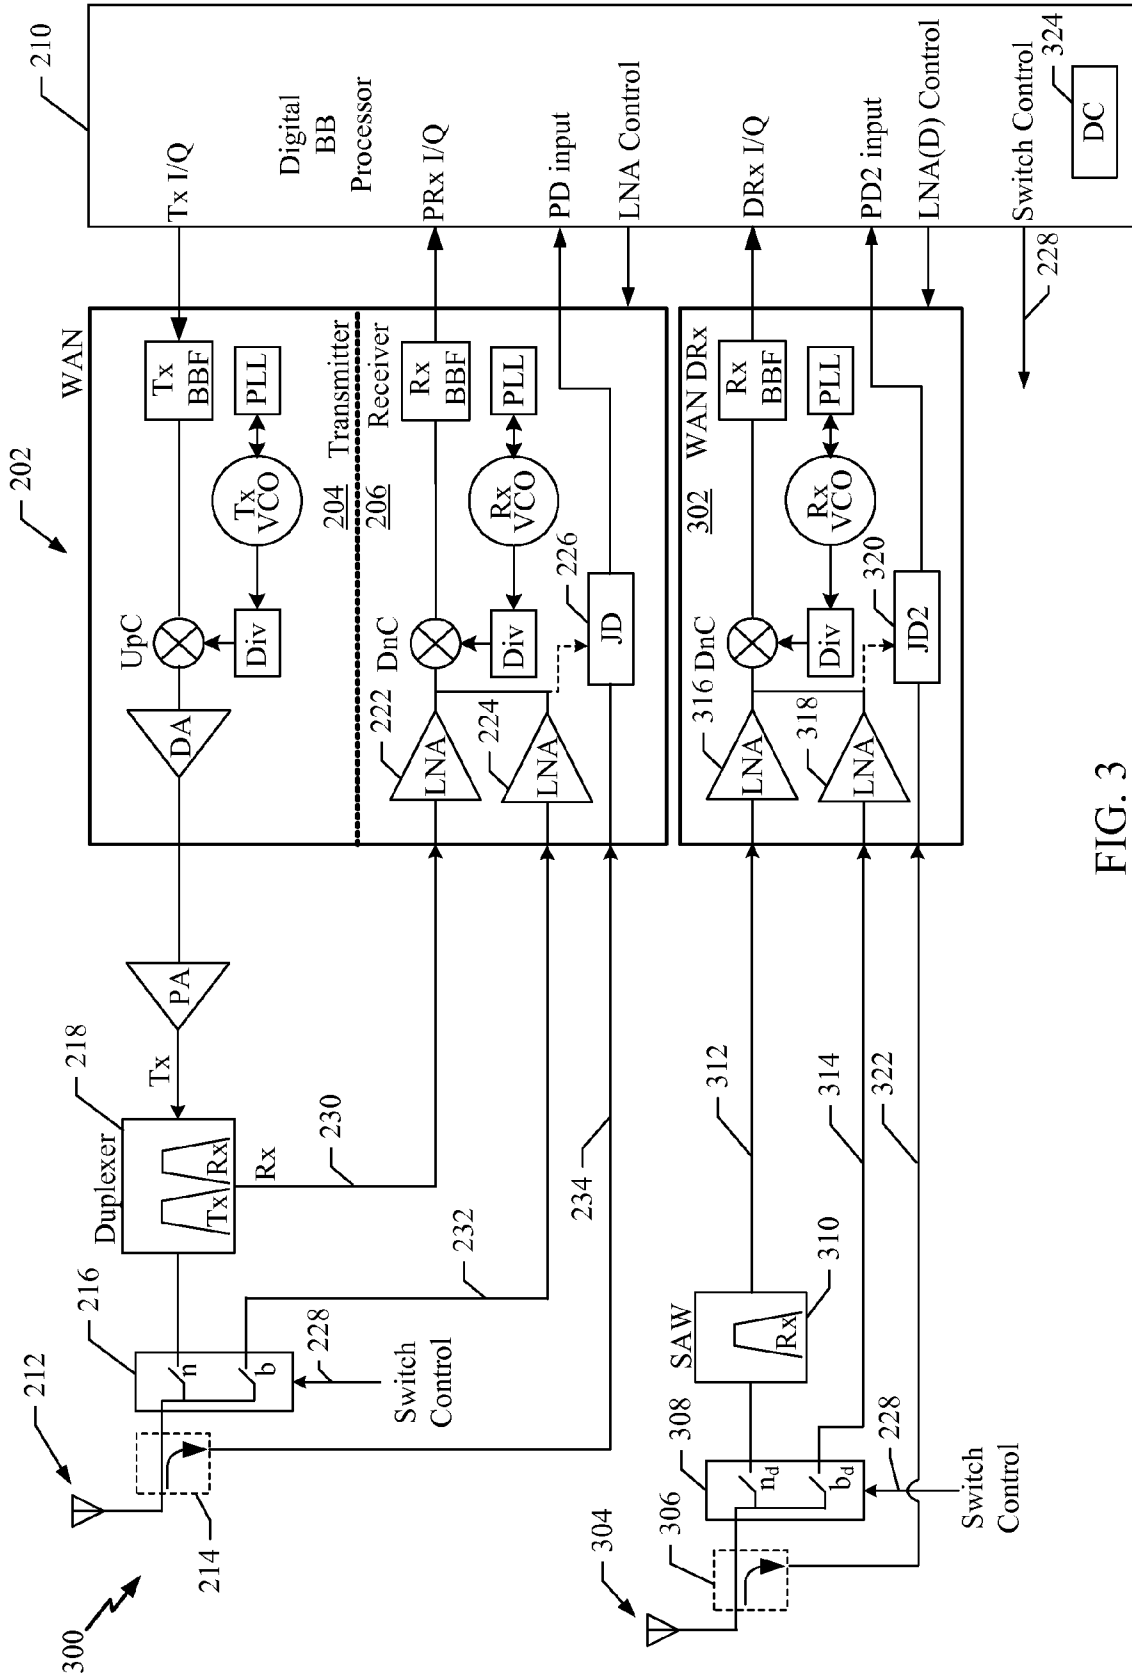 300
212
214
216
n
b
228
Switch
Control
Duplexer
218
Tx
Rx
Tx
PA
Rx
230
232
234
202
WAN
DA
UpC
Tx
BBF
Div
Tx
VCO
PLL
204
Transmitter
206
Receiver
222
LNA
224
LNA
DnC
Rx
BBF
Div
Rx
VCO
PLL
226
JD
210
Tx I/Q
Digital
BB
Processor
PRx I/Q
PD input
LNA Control
DRx I/Q
PD2 input
LNA(D) Control
Switch Control
228
324
DC
304
306
308
n_d
b_d
228
Switch
Control
SAW
Rx
310
312
314
322
302
WAN DRx
316
LNA
318
LNA
DnC
Rx
BBF
Div
Rx
VCO
PLL
320
JD2
FIG. 3